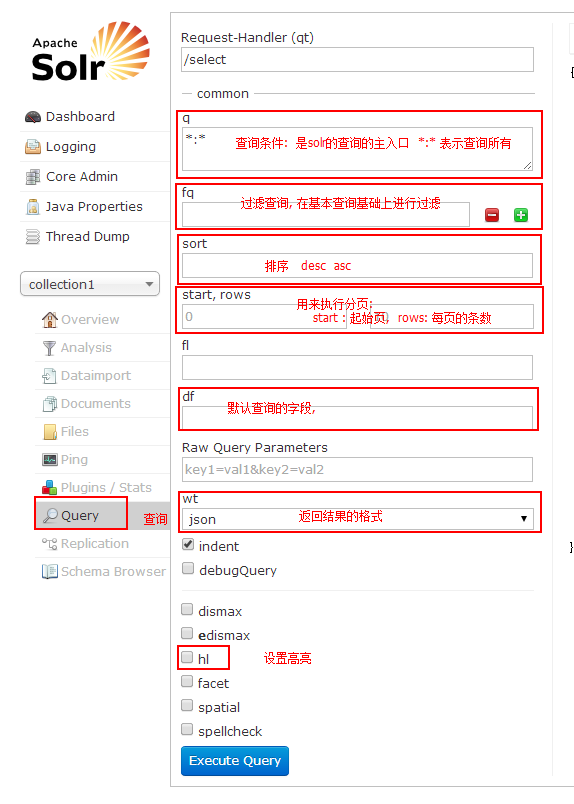 Apache
Solr
Dashboard
Logging
Core Admin
Java Properties
Thread Dump
collection1
Overview
Analysis
Dataimport
Documents
Files
Ping
Plugins / Stats
Query 查询
Replication
Schema Browser
Request-Handler (qt)
/select
common
q
*:* 查询条件：是solr的查询的主入口 *:* 表示查询所有
fq
过滤查询, 在基本查询基础上进行过滤
sort
排序 desc asc
start, rows
用来执行分页:
0 start : 起始页, rows: 每页的条数
fl
df
默认查询的字段,
Raw Query Parameters
key1=val1&key2=val2
wt
json 返回结果的格式
indent
debugQuery
dismax
edismax
hl 设置高亮
facet
spatial
spellcheck
Execute Query
{
}